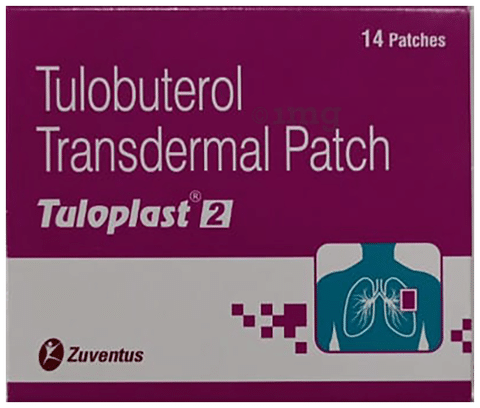 14 Patches
Tulobuterol
Transdermal Patch
Tuloplast® 2
Zuventus